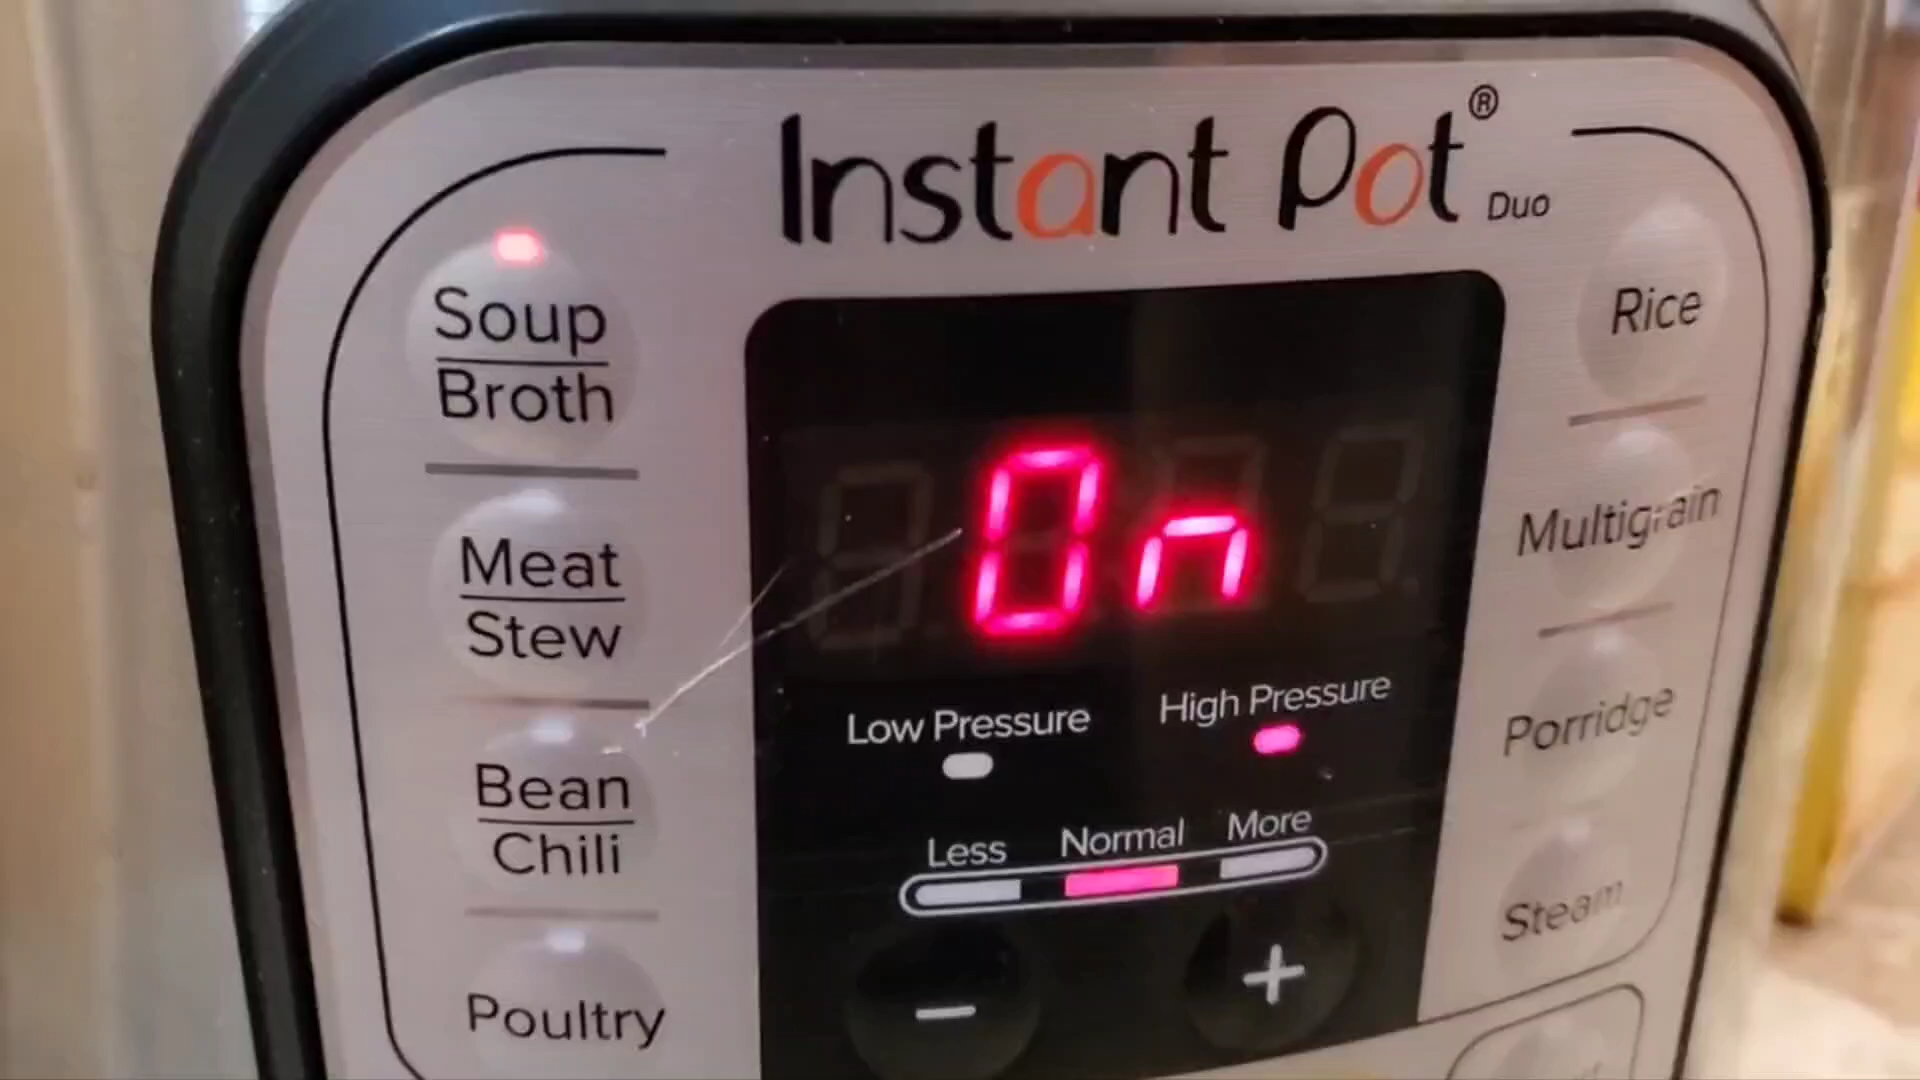 Instant Pot®
Duo
Soup
Broth
Meat
Stew
Bean
Chili
Poultry
On
Low Pressure
High Pressure
Less
Normal
More
−
+
Rice
Multigrain
Porridge
Steam